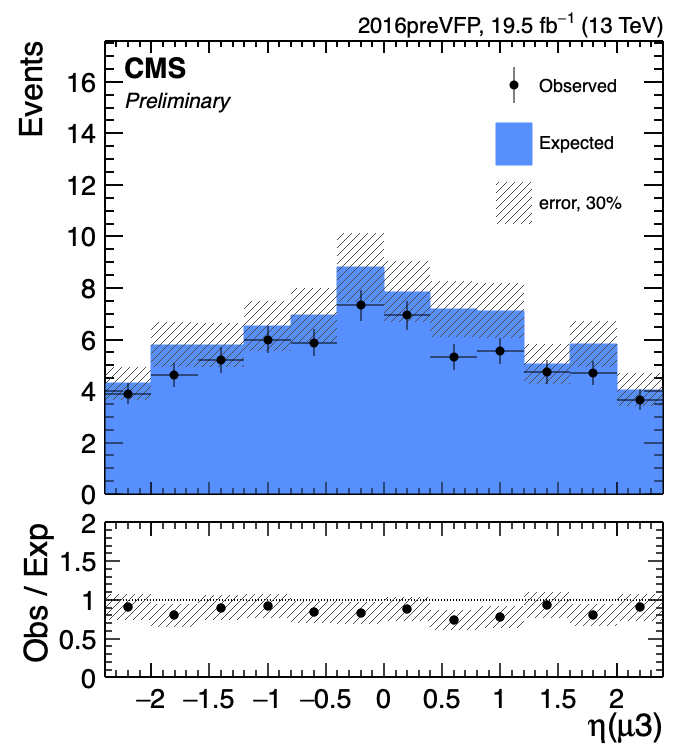 2016preVFP, 19.5 fb⁻¹ (13 TeV)
CMS
Preliminary
Events
Observed
Expected
error, 30%
16
14
12
10
8
6
4
2
0
Obs / Exp
2
1.5
1
0.5
0
−2 −1.5 −1 −0.5 0 0.5 1 1.5 2
η(μ3)